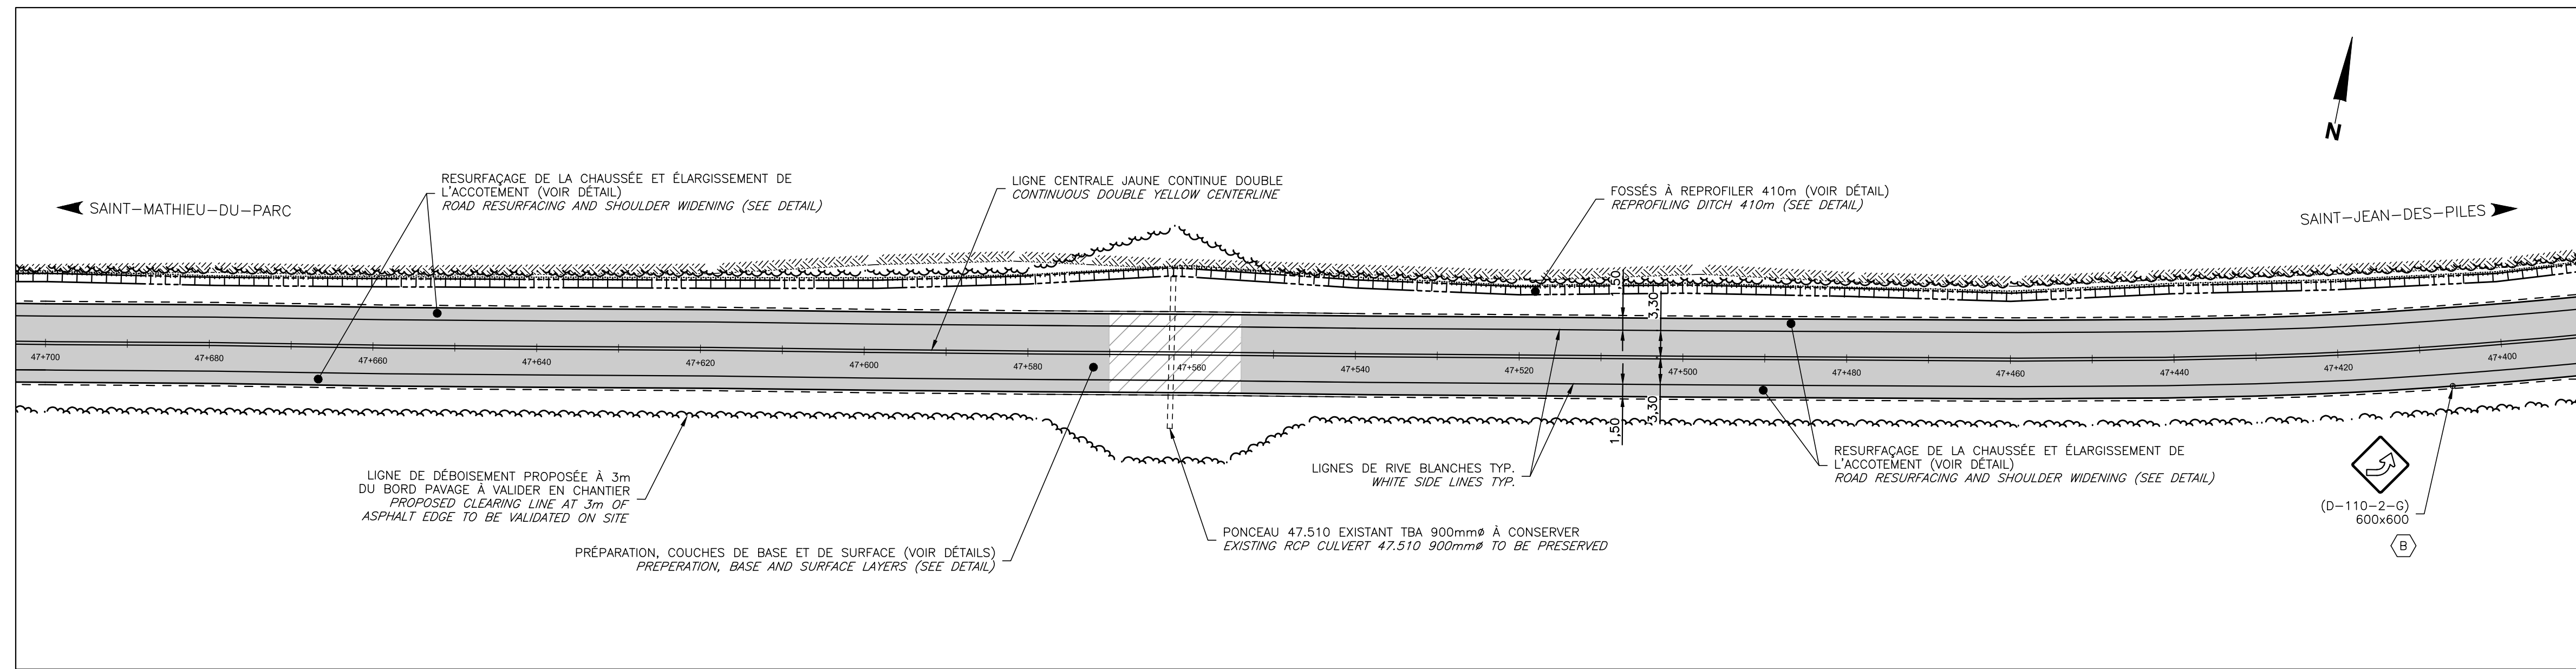 N
RESURFAÇAGE DE LA CHAUSSÉE ET ÉLARGISSEMENT DE
L'ACCOTEMENT (VOIR DÉTAIL)
ROAD RESURFACING AND SHOULDER WIDENING (SEE DETAIL)
LIGNE CENTRALE JAUNE CONTINUE DOUBLE
CONTINUOUS DOUBLE YELLOW CENTERLINE
FOSSÉS À REPROFILER 410m (VOIR DÉTAIL)
REPROFILING DITCH 410m (SEE DETAIL)
SAINT-MATHIEU-DU-PARC
SAINT-JEAN-DES-PILES
,50
3,30
47+700
47+680
47+660
47+640
47+620
47+600
47+580
47+560
47+540
47+520
47+500
47+480
47+460
47+440
47+420
47+400
3,30
1,50
LIGNE DE DÉBOISEMENT PROPOSÉE À 3m
DU BORD PAVAGE À VALIDER EN CHANTIER
PROPOSED CLEARING LINE AT 3m OF
ASPHALT EDGE TO BE VALIDATED ON SITE
LIGNES DE RIVE BLANCHES TYP.
WHITE SIDE LINES TYP.
RESURFAÇAGE DE LA CHAUSSÉE ET ÉLARGISSEMENT DE
L'ACCOTEMENT (VOIR DÉTAIL)
ROAD RESURFACING AND SHOULDER WIDENING (SEE DETAIL)
(D-110-2-G)
600x600
B
PONCEAU 47.510 EXISTANT TBA 900mmø À CONSERVER
EXISTING RCP CULVERT 47.510 900mmø TO BE PRESERVED
PRÉPARATION, COUCHES DE BASE ET DE SURFACE (VOIR DÉTAILS)
PREPERATION, BASE AND SURFACE LAYERS (SEE DETAIL)